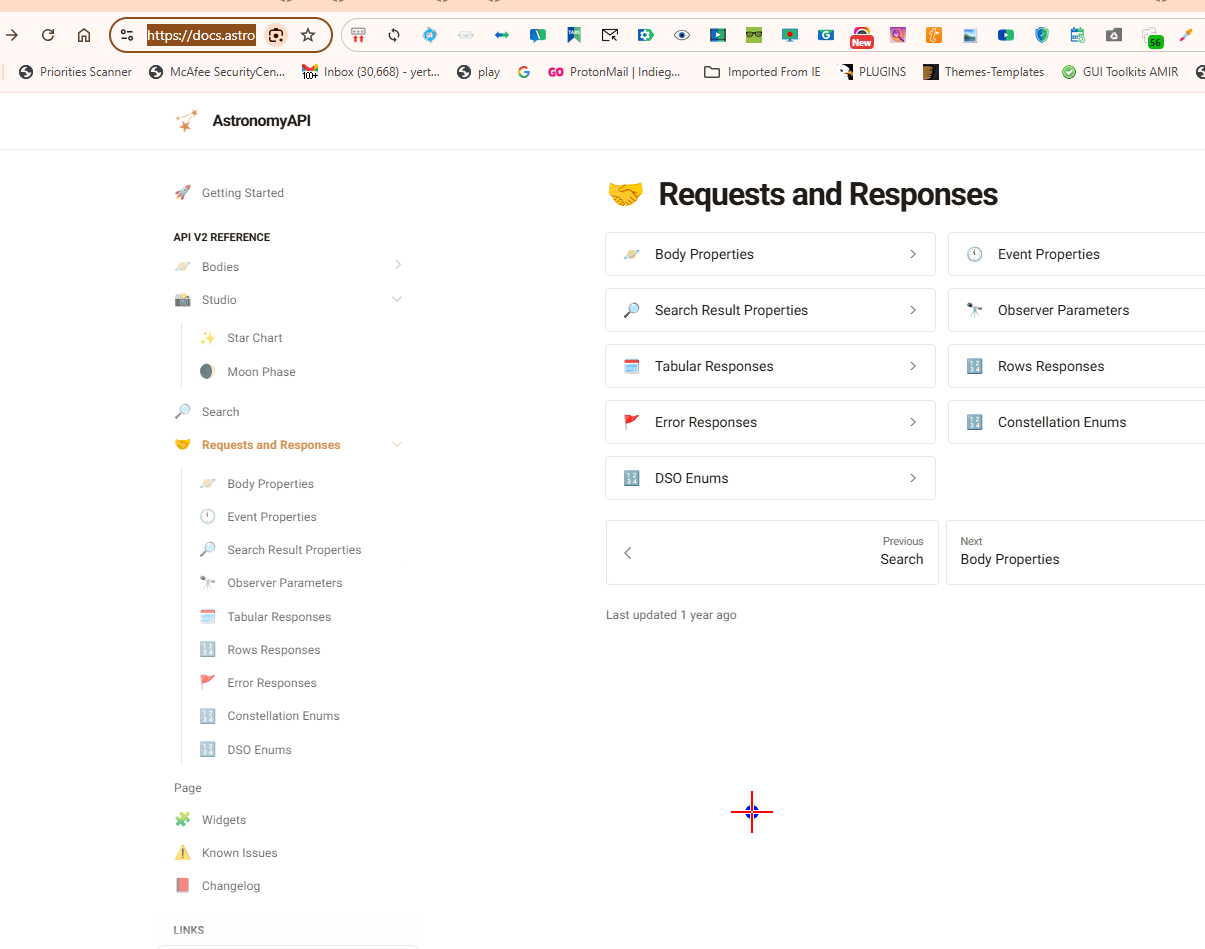 https://docs.astro
New
56
Priorities Scanner
McAfee SecurityCen...
100+
Inbox (30,668) - yert...
play
GO ProtonMail | Indieg...
Imported From IE
PLUGINS
Themes-Templates
GUI Toolkits AMIR
AstronomyAPI
Getting Started
API V2 REFERENCE
Bodies
Studio
Star Chart
Moon Phase
Search
Requests and Responses
Body Properties
Event Properties
Search Result Properties
Observer Parameters
Tabular Responses
Rows Responses
Error Responses
Constellation Enums
DSO Enums
Page
Widgets
Known Issues
Changelog
LINKS
Requests and Responses
Body Properties
Event Properties
Search Result Properties
Observer Parameters
Tabular Responses
Rows Responses
Error Responses
Constellation Enums
DSO Enums
Previous
Search
Next
Body Properties
Last updated 1 year ago